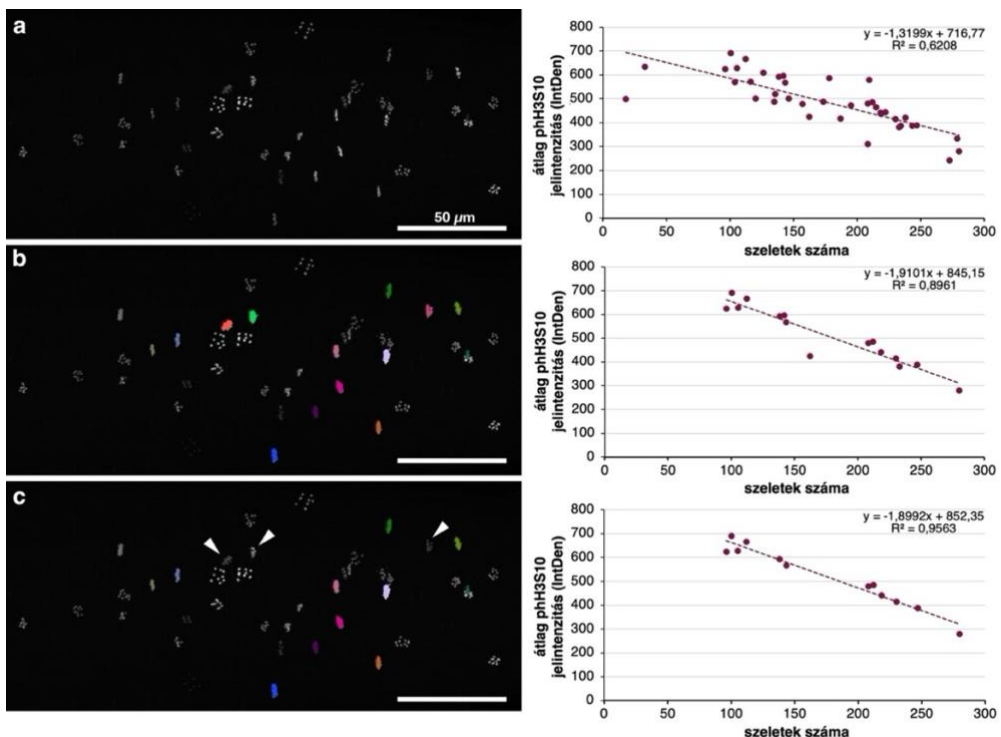 a
50 µm
800
700
600
500
400
300
200
100
0
0 50 100 150 200 250 300
y = -1,3199x + 716,77
R² = 0,6208
átlag phH3S10
jelintenzitás (IntDen)
szeletek száma
b
800
700
600
500
400
300
200
100
0
0 50 100 150 200 250 300
y = -1,9101x + 845,15
R² = 0,8961
átlag phH3S10
jelintenzitás (IntDen)
szeletek száma
c
800
700
600
500
400
300
200
100
0
0 50 100 150 200 250 300
y = -1,8992x + 852,35
R² = 0,9563
átlag phH3S10
jelintenzitás (IntDen)
szeletek száma